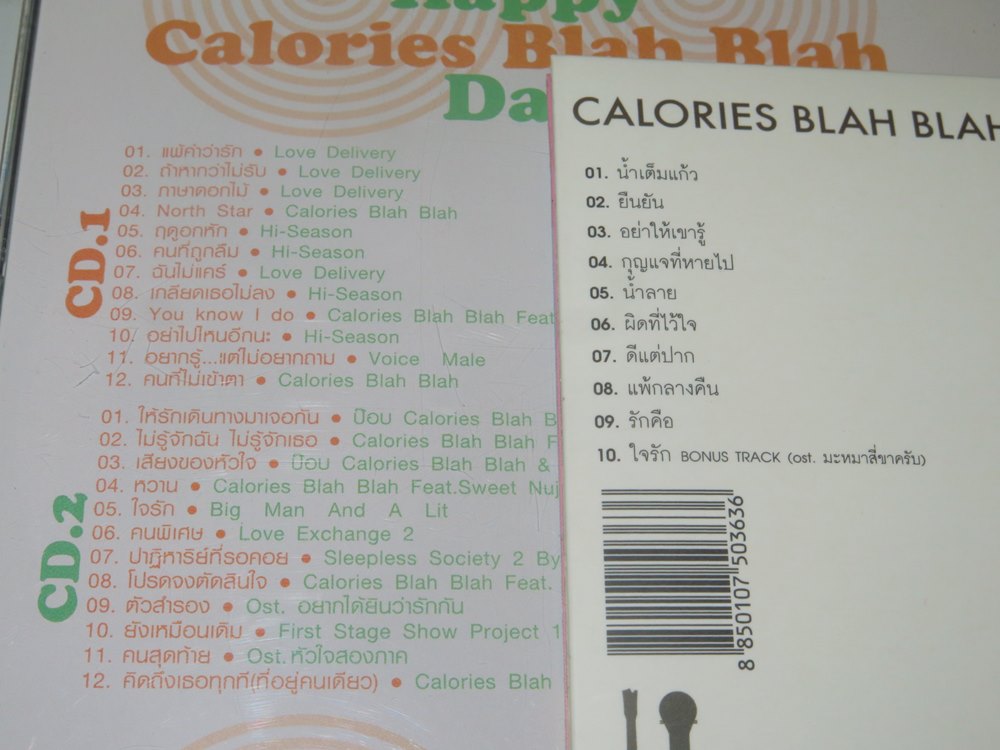 Happy
Calories Blah Blah
Da
CD.1
01. แพ้คำว่ารัก • Love Delivery
02. ถ้าหากว่าไม่รับ • Love Delivery
03. ภาษาดอกไม้ • Love Delivery
04. North Star • Calories Blah Blah
05. ฤดูอกหัก • Hi-Season
06. คนที่ถูกลืม • Hi-Season
07. ฉันไม่แคร์ • Love Delivery
08. เกลียดเธอไม่ลง • Hi-Season
09. You know I do • Calories Blah Blah Feat
10. อย่าไปไหนอีกนะ • Hi-Season
11. อยากรู้...แต่ไม่อยากถาม • Voice Male
12. คนที่ไม่เข้าตา • Calories Blah Blah
CD.2
01. ให้รักเดินทางมาเจอกัน • ป๊อบ Calories Blah B
02. ไม่รู้จักฉัน ไม่รู้จักเธอ • Calories Blah Blah F
03. เสียงของหัวใจ • ป๊อบ Calories Blah Blah &
04. หวาน • Calories Blah Blah Feat.Sweet Nuj
05. ใจรัก • Big Man And A Lit
06. คนพิเศษ • Love Exchange 2
07. ปาฏิหาริย์ที่รอคอย • Sleepless Society 2 By
08. โปรดจงตัดสินใจ • Calories Blah Blah Feat.
09. ตัวสำรอง • Ost. อยากได้ยินว่ารักกัน
10. ยังเหมือนเดิม • First Stage Show Project 1
11. คนสุดท้าย • Ost. หัวใจสองภาค
12. คิดถึงเธอทุกที(ที่อยู่คนเดียว) • Calories Blah
CALORIES BLAH BLAH
01. น้ำเต็มแก้ว
02. ยืนยัน
03. อย่าให้เขารู้
04. กุญแจที่หายไป
05. น้ำลาย
06. ผิดที่ไว้ใจ
07. ดีแต่ปาก
08. แพ้กลางคืน
09. รักคือ
10. ใจรัก BONUS TRACK (ost. มะหมาสี่ขาครับ)
8 850107 503636